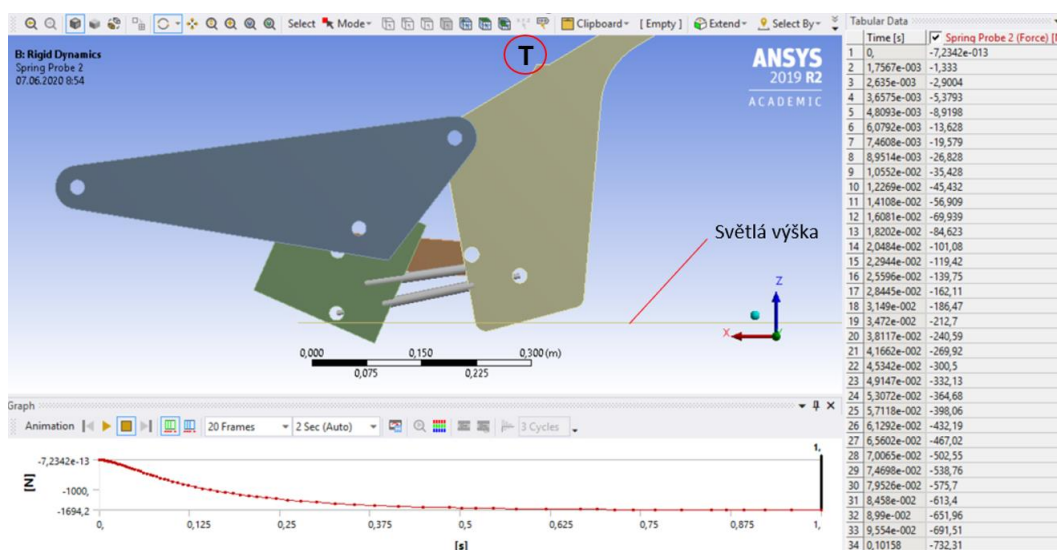 Select Mode Clipboard [ Empty ] Extend Select By
B: Rigid Dynamics
Spring Probe 2
07.06.2020 8:54
T
ANSYS
2019 R2
ACADEMIC
Světlá výška
Z
X
0,000 0,150 0,300 (m)
0,075 0,225
Graph
Animation 20 Frames 2 Sec (Auto) 3 Cycles
1,
-7,2342e-13
-1000,
-1694,2
[N]
0, 0,125 0,25 0,375 0,5 0,625 0,75 0,875 1,
[s]
Tabular Data
Time [s] Spring Probe 2 (Force) [N
1 0, -7,2342e-013
2 1,7567e-003 -1,333
3 2,635e-003 -2,9004
4 3,6575e-003 -5,3793
5 4,8093e-003 -8,9198
6 6,0792e-003 -13,628
7 7,4608e-003 -19,579
8 8,9514e-003 -26,828
9 1,0552e-002 -35,428
10 1,2269e-002 -45,432
11 1,4108e-002 -56,909
12 1,6081e-002 -69,939
13 1,8202e-002 -84,623
14 2,0484e-002 -101,08
15 2,2944e-002 -119,42
16 2,5596e-002 -139,75
17 2,8445e-002 -162,11
18 3,149e-002 -186,47
19 3,472e-002 -212,7
20 3,8117e-002 -240,59
21 4,1662e-002 -269,92
22 4,5342e-002 -300,5
23 4,9147e-002 -332,13
24 5,3072e-002 -364,68
25 5,7118e-002 -398,06
26 6,1292e-002 -432,19
27 6,5602e-002 -467,02
28 7,0065e-002 -502,55
29 7,4698e-002 -538,76
30 7,9526e-002 -575,7
31 8,458e-002 -613,4
32 8,99e-002 -651,96
33 9,554e-002 -691,51
34 0,10158 -732,31